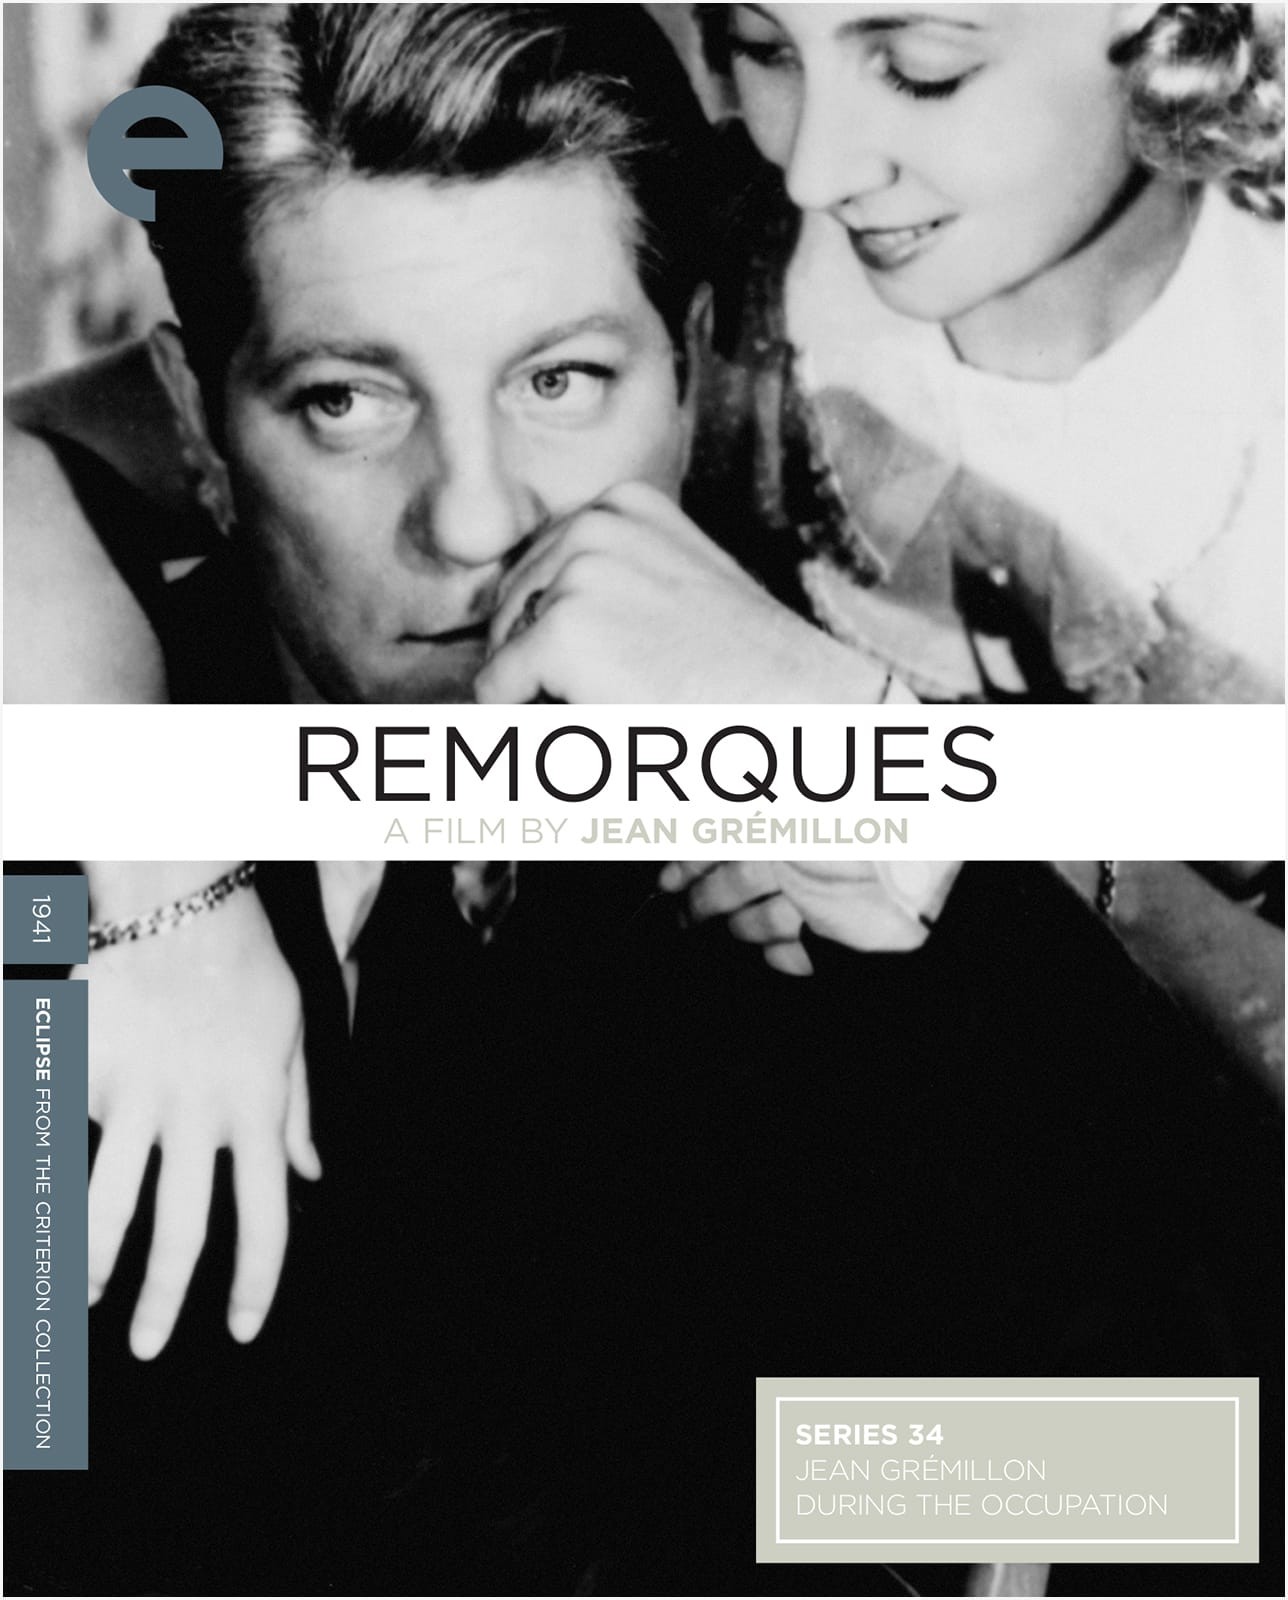 e
REMORQUES
A FILM BY JEAN GRÉMILLON
1941
ECLIPSE FROM THE CRITERION COLLECTION
SERIES 34
JEAN GRÉMILLON
DURING THE OCCUPATION